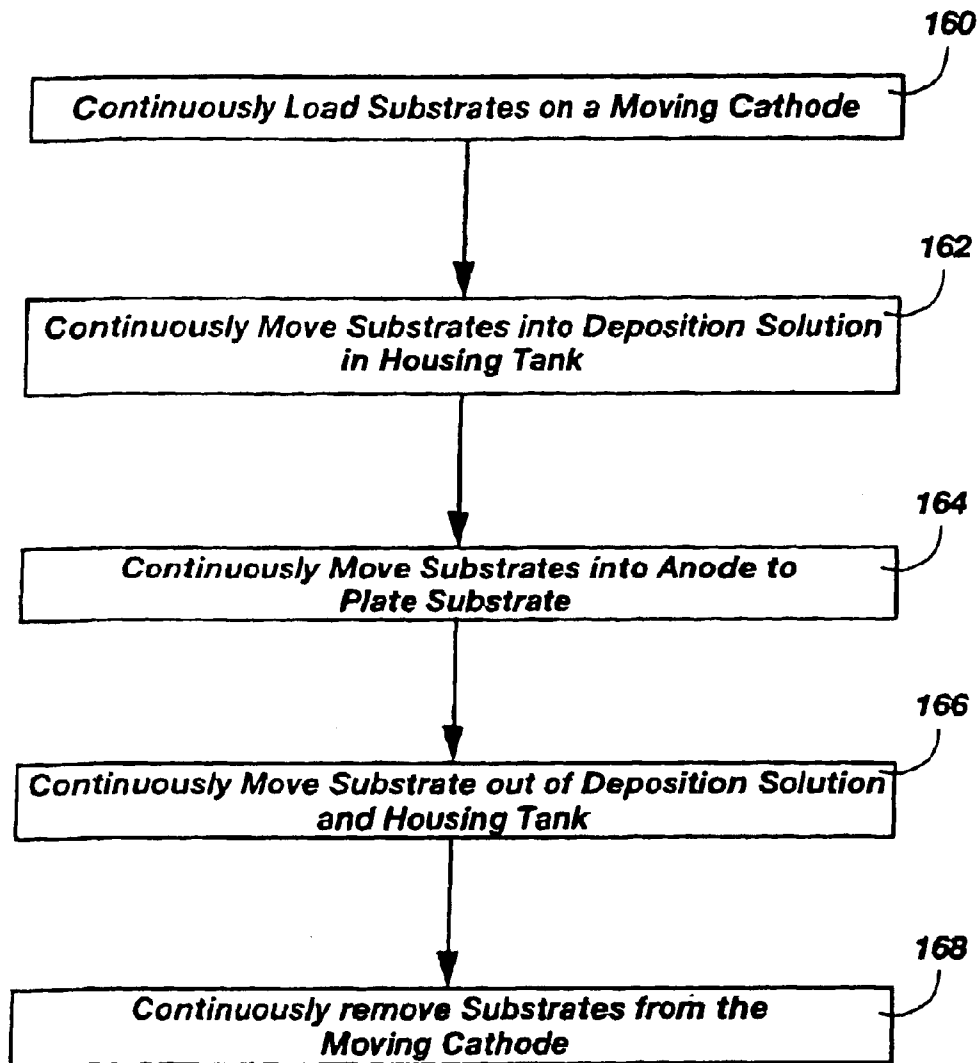 160
Continuously Load Substrates on a Moving Cathode
162
Continuously Move Substrates into Deposition Solution
in Housing Tank
164
Continuously Move Substrates into Anode to
Plate Substrate
166
Continuously Move Substrate out of Deposition Solution
and Housing Tank
168
Continuously remove Substrates from the
Moving Cathode